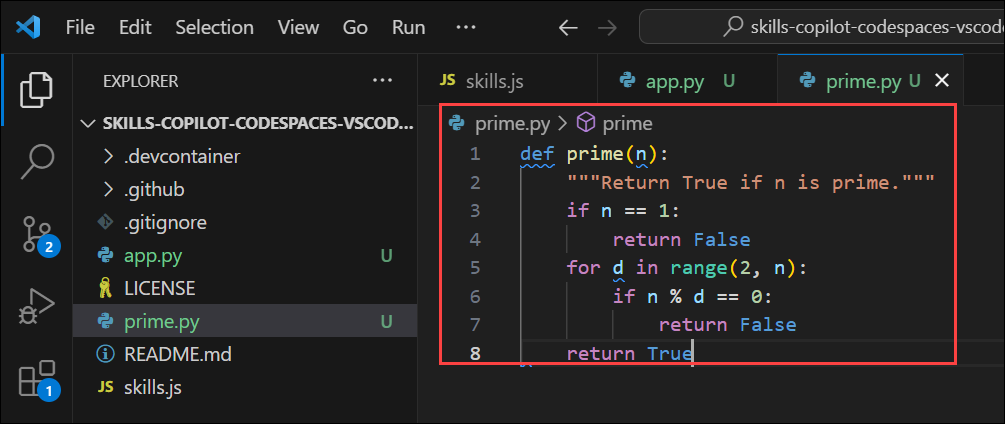 File Edit Selection View Go Run ··· skills-copilot-codespaces-vscod
EXPLORER ···
JS skills.js app.py U prime.py U
SKILLS-COPILOT-CODESPACES-VSCOD...
.devcontainer
.github
.gitignore
app.py U
LICENSE
prime.py U
README.md
JS skills.js
2
1
prime.py > prime
1 def prime(n):
2 """Return True if n is prime."""
3 if n == 1:
4 return False
5 for d in range(2, n):
6 if n % d == 0:
7 return False
8 return True